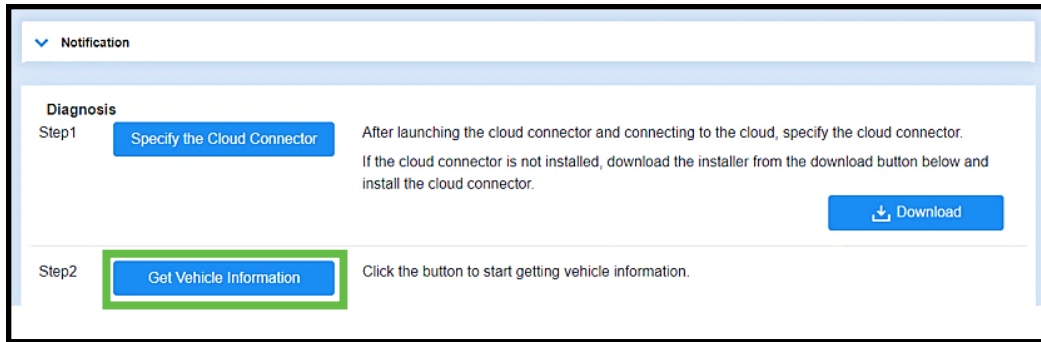 Notification
Diagnosis
Step1
Specify the Cloud Connector
After launching the cloud connector and connecting to the cloud, specify the cloud connector.
If the cloud connector is not installed, download the installer from the download button below and
install the cloud connector.
Download
Step2
Get Vehicle Information
Click the button to start getting vehicle information.